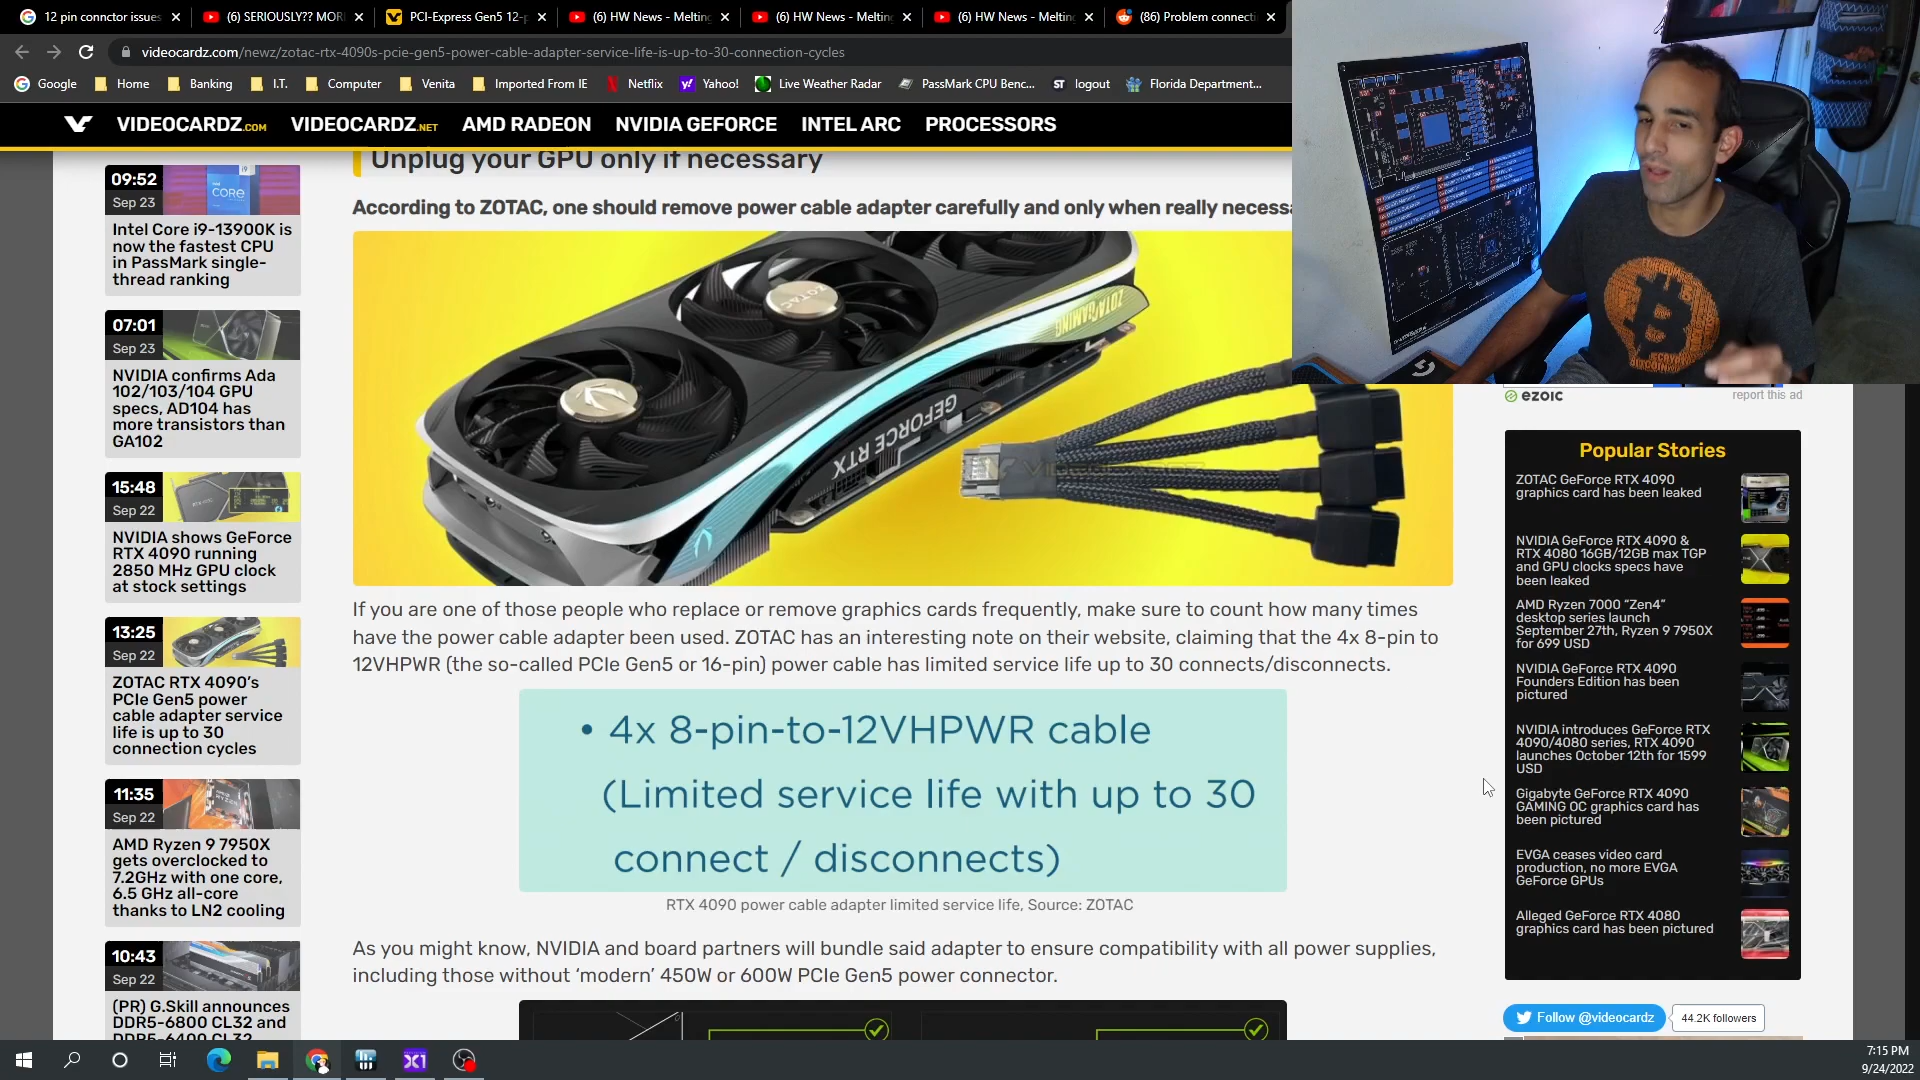 12 pin connctor issues
(6) SERIOUSLY?? MOR
PCI-Express Gen5 12-p
(6) HW News - Melting
(6) HW News - Melting
(6) HW News - Melting
(86) Problem connecti
videocardz.com/newz/zotac-rtx-4090s-pcie-gen5-power-cable-adapter-service-life-is-up-to-30-connection-cycles
Google Home Banking I.T. Computer Venita Imported From IE Netflix Yahoo! Live Weather Radar PassMark CPU Benc... ST logout Florida Department...
VIDEOCARDZ.COM VIDEOCARDZ.NET AMD RADEON NVIDIA GEFORCE INTEL ARC PROCESSORS
09:52
Sep 23
Intel Core i9-13900K is
now the fastest CPU
in PassMark single-
thread ranking
07:01
Sep 23
NVIDIA confirms Ada
102/103/104 GPU
specs, AD104 has
more transistors than
GA102
15:48
Sep 22
NVIDIA shows GeForce
RTX 4090 running
2850 MHz GPU clock
at stock settings
13:25
Sep 22
ZOTAC RTX 4090's
PCIe Gen5 power
cable adapter service
life is up to 30
connection cycles
11:35
Sep 22
AMD Ryzen 9 7950X
gets overclocked to
7.2GHz with one core,
6.5 GHz all-core
thanks to LN2 cooling
10:43
Sep 22
(PR) G.Skill announces
DDR5-6800 CL32 and
DDR5-6400 CL32
Unplug your GPU only if necessary
According to ZOTAC, one should remove power cable adapter carefully and only when really necessa
ZOTAC
ZOTAC GAMING
GEFORCE RTX
VIDEOCARDZ
If you are one of those people who replace or remove graphics cards frequently, make sure to count how many times
have the power cable adapter been used. ZOTAC has an interesting note on their website, claiming that the 4x 8-pin to
12VHPWR (the so-called PCIe Gen5 or 16-pin) power cable has limited service life up to 30 connects/disconnects.
• 4x 8-pin-to-12VHPWR cable
(Limited service life with up to 30
connect / disconnects)
RTX 4090 power cable adapter limited service life, Source: ZOTAC
As you might know, NVIDIA and board partners will bundle said adapter to ensure compatibility with all power supplies,
including those without ‘modern’ 450W or 600W PCIe Gen5 power connector.
ezoic
report this ad
Popular Stories
ZOTAC GeForce RTX 4090
graphics card has been leaked
NVIDIA GeForce RTX 4090 &
RTX 4080 16GB/12GB max TGP
and GPU clocks specs have
been leaked
AMD Ryzen 7000 “Zen4”
desktop series launch
September 27th, Ryzen 9 7950X
for 699 USD
NVIDIA GeForce RTX 4090
Founders Edition has been
pictured
NVIDIA introduces GeForce RTX
4090/4080 series, RTX 4090
launches October 12th for 1599
USD
Gigabyte GeForce RTX 4090
GAMING OC graphics card has
been pictured
EVGA ceases video card
production, no more EVGA
GeForce GPUs
Alleged GeForce RTX 4080
graphics card has been pictured
Follow @videocardz
44.2K followers
7:15 PM
9/24/2022